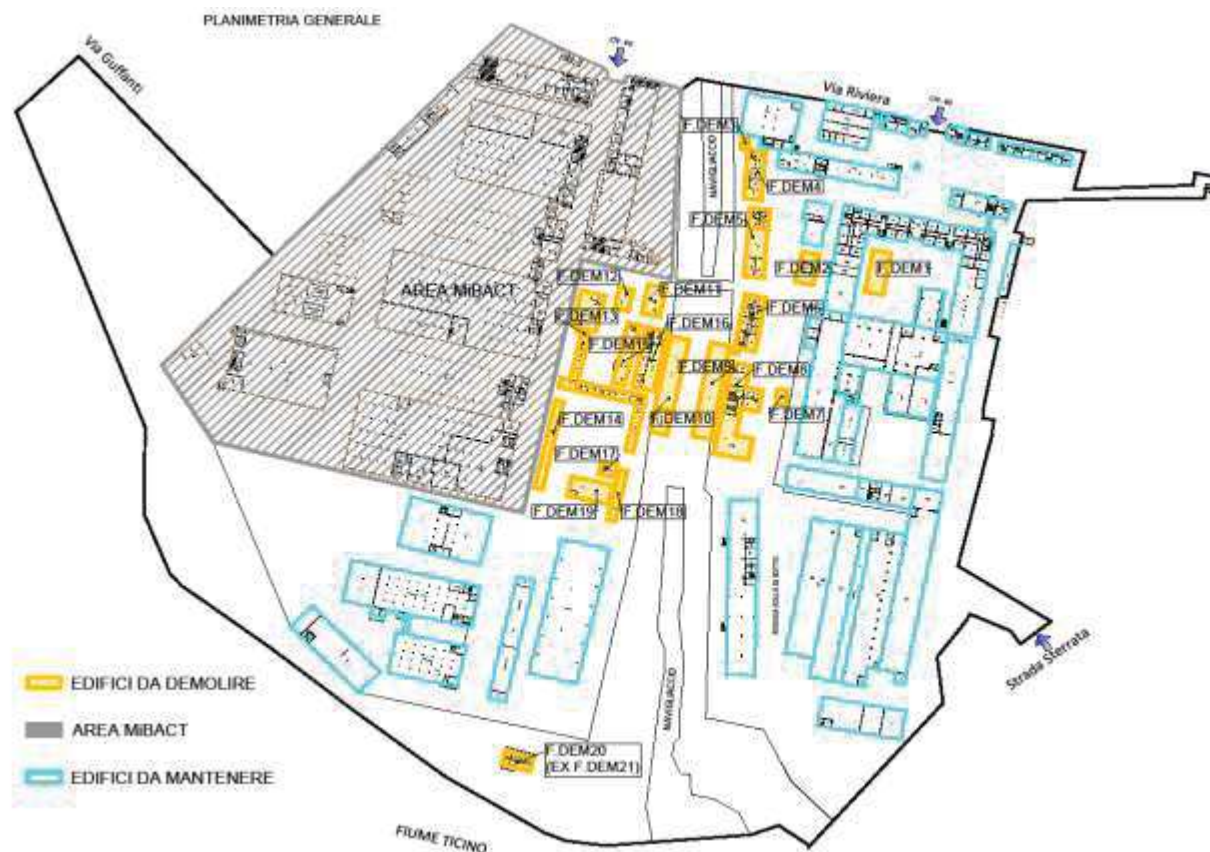 PLANIMETRIA GENERALE
Via Guffanti
Via Riviera
F.DEM3
NAVIGLIACCIO
F.DEM4
F.DEM5
F.DEM2
F.DEM1
AREA MiBACT
F.DEM12
F.DEM11
F.DEM13
F.DEM16
F.DEM6
F.DEM15
F.DEM9
F.DEM8
F.DEM14
F.DEM10
F.DEM7
F.DEM17
F.DEM19
F.DEM18
NAVIGLIACCIO
Strada Sterrata
EDIFICI DA DEMOLIRE
AREA MiBACT
EDIFICI DA MANTENERE
F.DEM20
(EX F.DEM21)
FIUME TICINO